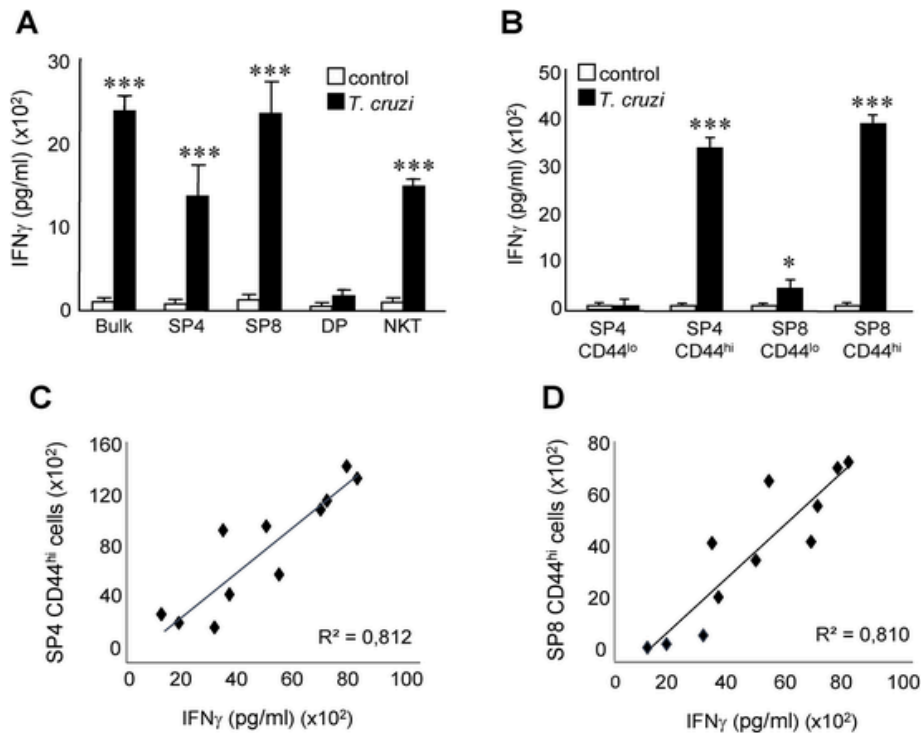 A
IFNγ (pg/ml) (x10²)
30
20
10
0
***
***
***
***
control
T. cruzi
Bulk SP4 SP8 DP NKT
B
IFNγ (pg/ml) (x10²)
50
40
30
20
10
0
control
T. cruzi
***
*
***
SP4 SP4 SP8 SP8
CD44ˡᵒ CD44ʰⁱ CD44ˡᵒ CD44ʰⁱ
C
SP4 CD44ʰⁱ cells (x10²)
160
120
80
40
0
R² = 0,812
0 20 40 60 80 100
IFNγ (pg/ml) (x10²)
D
SP8 CD44ʰⁱ cells (x10²)
80
60
40
20
0
R² = 0,810
0 20 40 60 80 100
IFNγ (pg/ml) (x10²)